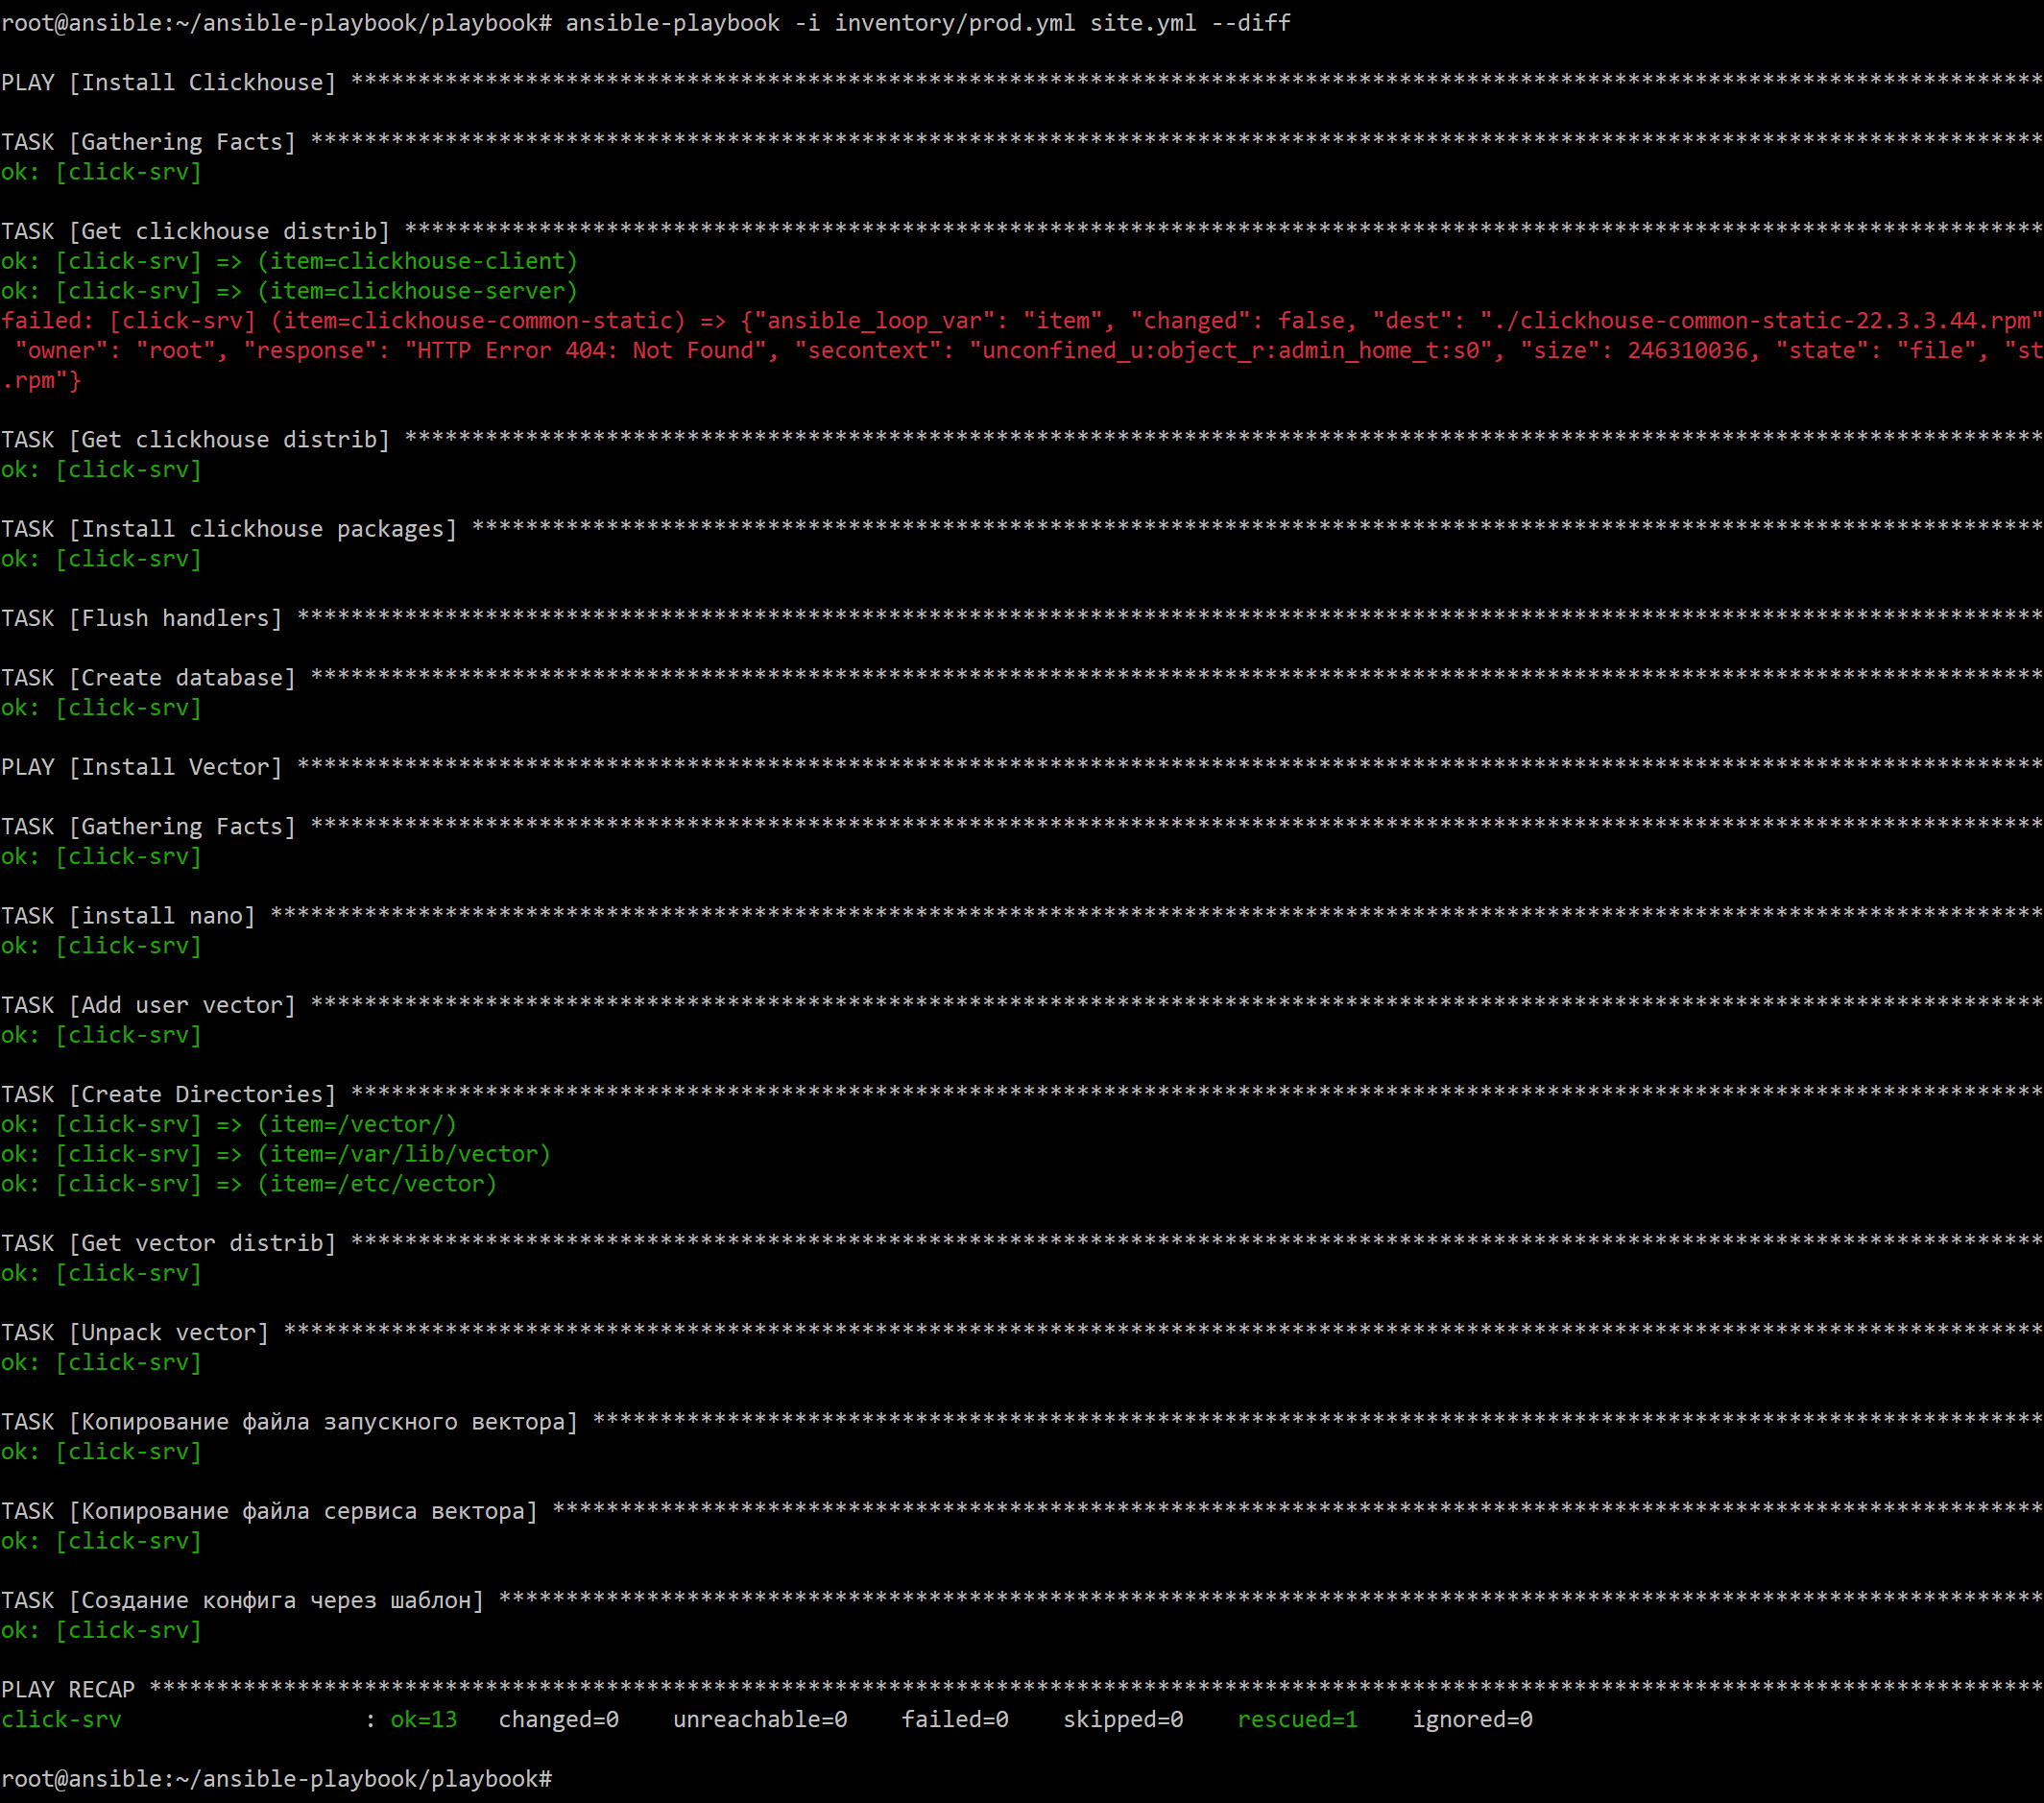 root@ansible:~/ansible-playbook/playbook# ansible-playbook -i inventory/prod.yml site.yml --diff
PLAY [Install Clickhouse] ******************************************************************************************************************************
TASK [Gathering Facts] *********************************************************************************************************************************
ok: [click-srv]
TASK [Get clickhouse distrib] **************************************************************************************************************************
ok: [click-srv] => (item=clickhouse-client)
ok: [click-srv] => (item=clickhouse-server)
failed: [click-srv] (item=clickhouse-common-static) => {"ansible_loop_var": "item", "changed": false, "dest": "./clickhouse-common-static-22.3.3.44.rpm"
"owner": "root", "response": "HTTP Error 404: Not Found", "secontext": "unconfined_u:object_r:admin_home_t:s0", "size": 246310036, "state": "file", "st
.rpm"}
TASK [Get clickhouse distrib] **************************************************************************************************************************
ok: [click-srv]
TASK [Install clickhouse packages] *********************************************************************************************************************
ok: [click-srv]
TASK [Flush handlers] **********************************************************************************************************************************
TASK [Create database] *********************************************************************************************************************************
ok: [click-srv]
PLAY [Install Vector] **********************************************************************************************************************************
TASK [Gathering Facts] *********************************************************************************************************************************
ok: [click-srv]
TASK [install nano] ************************************************************************************************************************************
ok: [click-srv]
TASK [Add user vector] *********************************************************************************************************************************
ok: [click-srv]
TASK [Create Directories] ******************************************************************************************************************************
ok: [click-srv] => (item=/vector/)
ok: [click-srv] => (item=/var/lib/vector)
ok: [click-srv] => (item=/etc/vector)
TASK [Get vector distrib] ******************************************************************************************************************************
ok: [click-srv]
TASK [Unpack vector] ***********************************************************************************************************************************
ok: [click-srv]
TASK [Копирование файла запускного вектора] ************************************************************************************************************
ok: [click-srv]
TASK [Копирование файла сервиса вектора] ***************************************************************************************************************
ok: [click-srv]
TASK [Создание конфига через шаблон] *******************************************************************************************************************
ok: [click-srv]
PLAY RECAP *********************************************************************************************************************************************
click-srv : ok=13 changed=0 unreachable=0 failed=0 skipped=0 rescued=1 ignored=0
root@ansible:~/ansible-playbook/playbook#